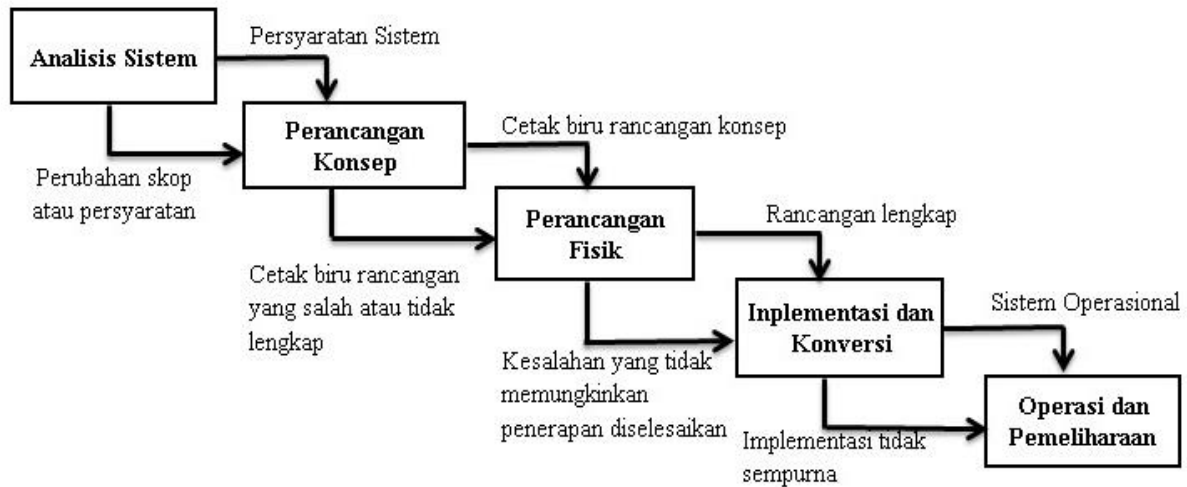 Persyaratan Sistem
Analisis Sistem
Perancangan
Konsep
Cetak biru rancangan konsep
Perubahan skop
atau persyaratan
Perancangan
Fisik
Rancangan lengkap
Cetak biru rancangan
yang salah atau tidak
lengkap
Inplementasi dan
Konversi
Sistem Operasional
Kesalahan yang tidak
memungkinkan
penerapan diselesaikan
Operasi dan
Pemeliharaan
Implementasi tidak
sempurna